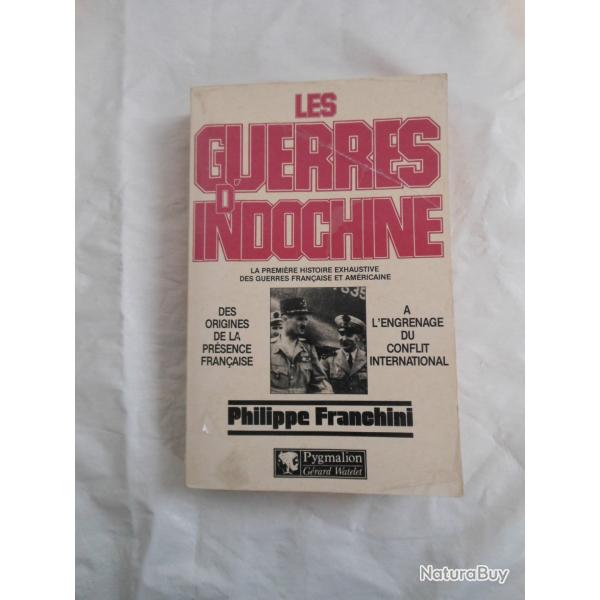 LES
GUERRES
D'
INDOCHINE
LA PREMIÈRE HISTOIRE EXHAUSTIVE
DES GUERRES FRANÇAISE ET AMÉRICAINE
DES
ORIGINES
DE LA
PRÉSENCE
FRANÇAISE
A
L'ENGRENAGE
DU
CONFLIT
INTERNATIONAL
Philippe Franchini
Pygmalion
Gérard Watelet
NaturaBuy